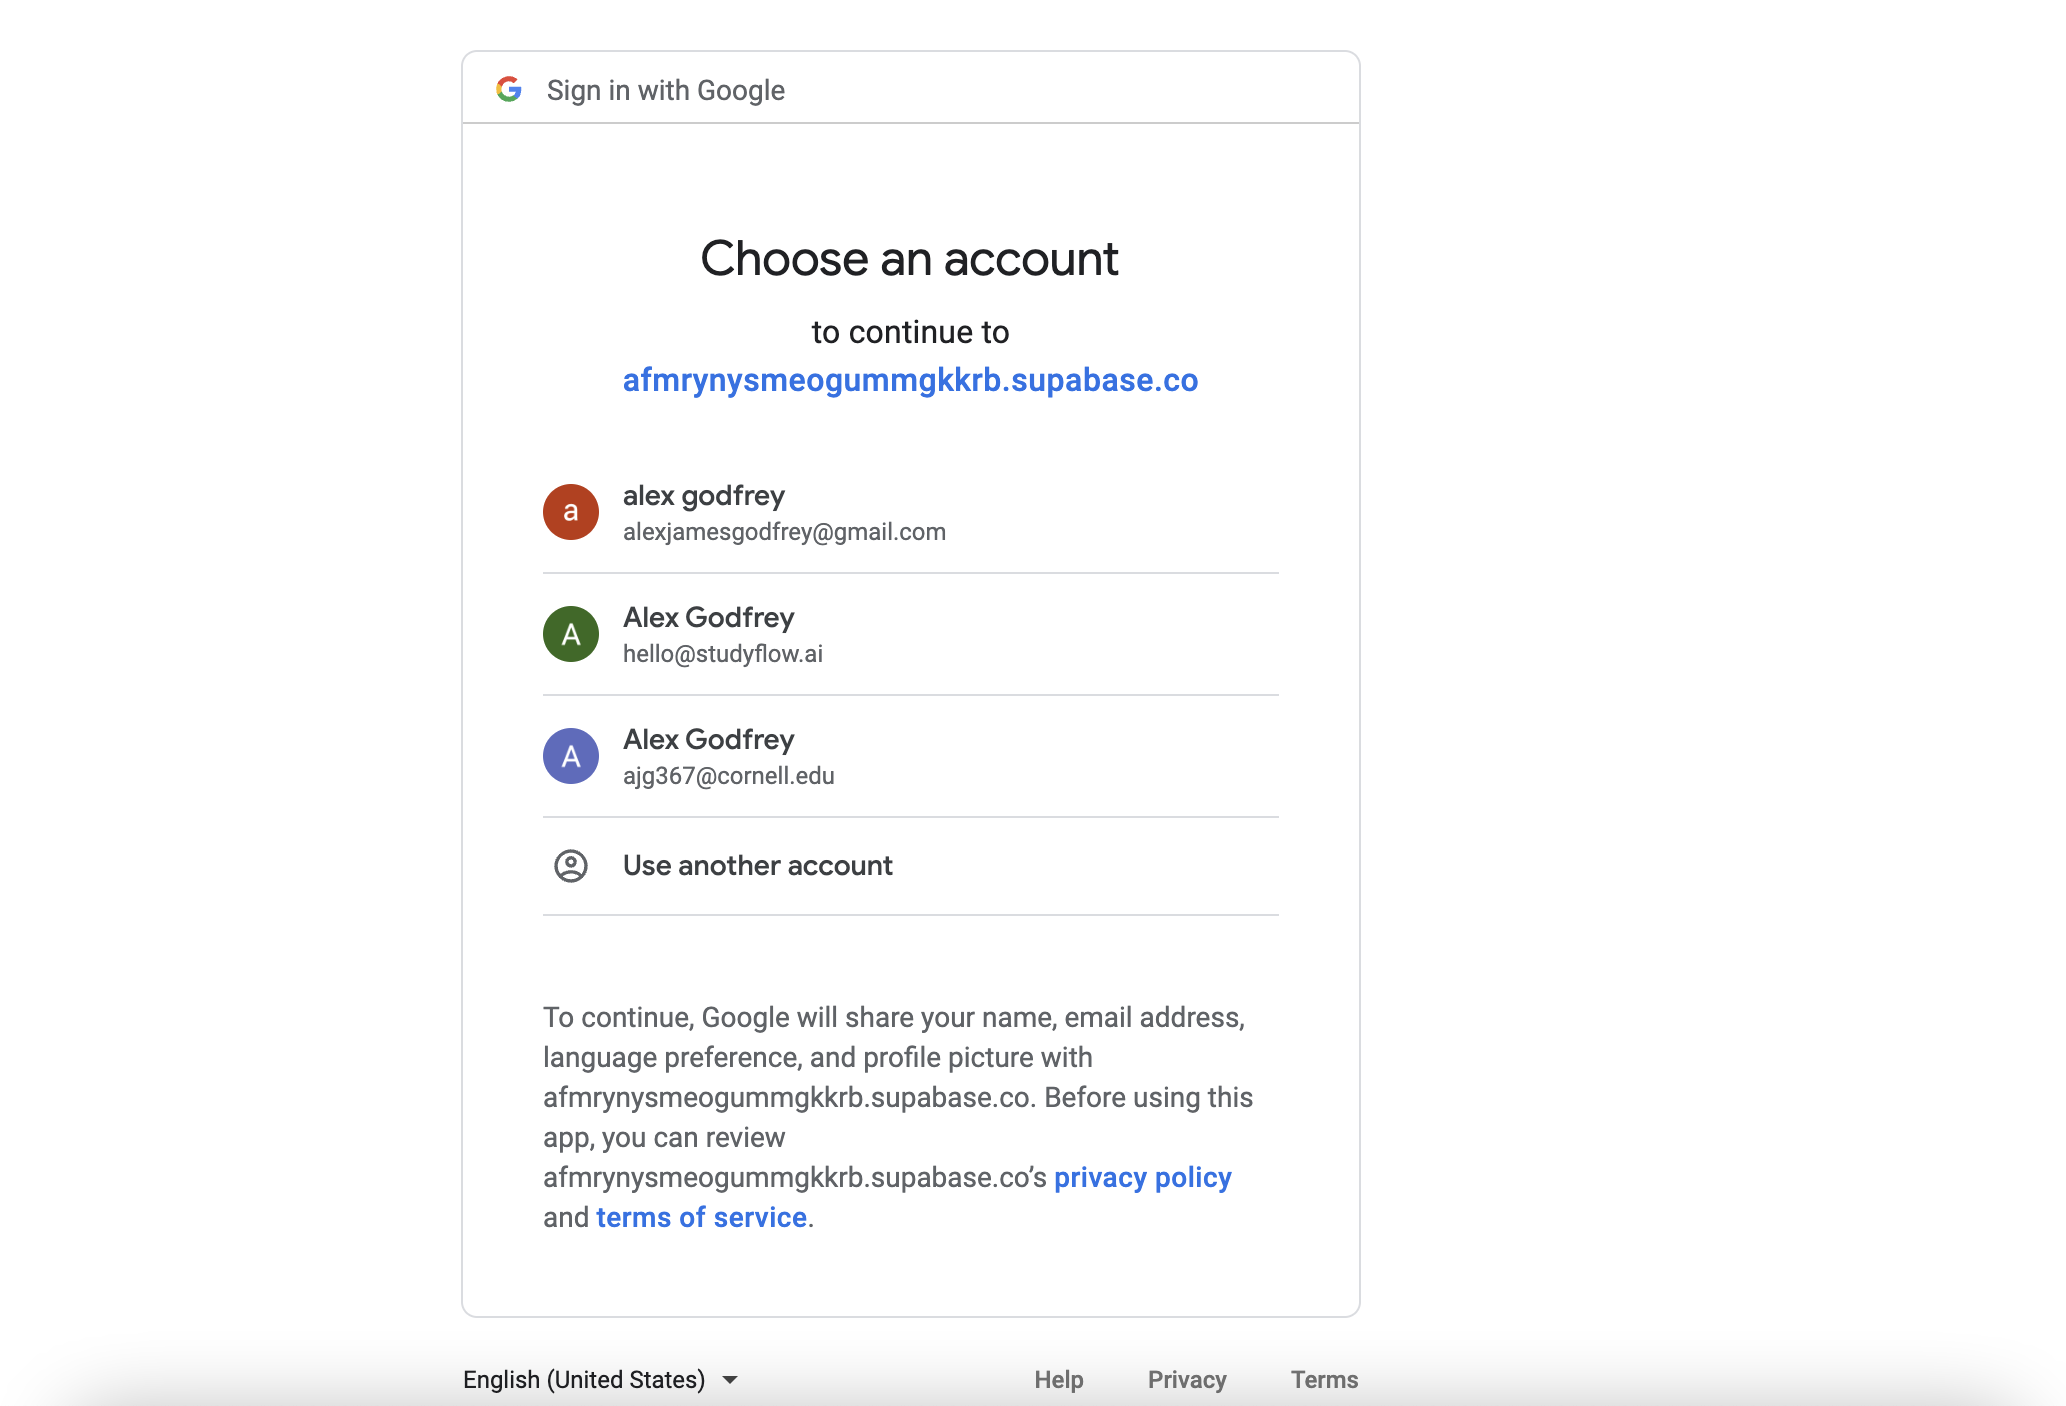 Sign in with Google
Choose an account
to continue to
afmrynysmeogummgkkrb.supabase.co
a
alex godfrey
alexjamesgodfrey@gmail.com
A
Alex Godfrey
hello@studyflow.ai
A
Alex Godfrey
ajg367@cornell.edu
Use another account
To continue, Google will share your name, email address,
language preference, and profile picture with
afmrynysmeogummgkkrb.supabase.co. Before using this
app, you can review
afmrynysmeogummgkkrb.supabase.co’s privacy policy
and terms of service.
English (United States) Help Privacy Terms